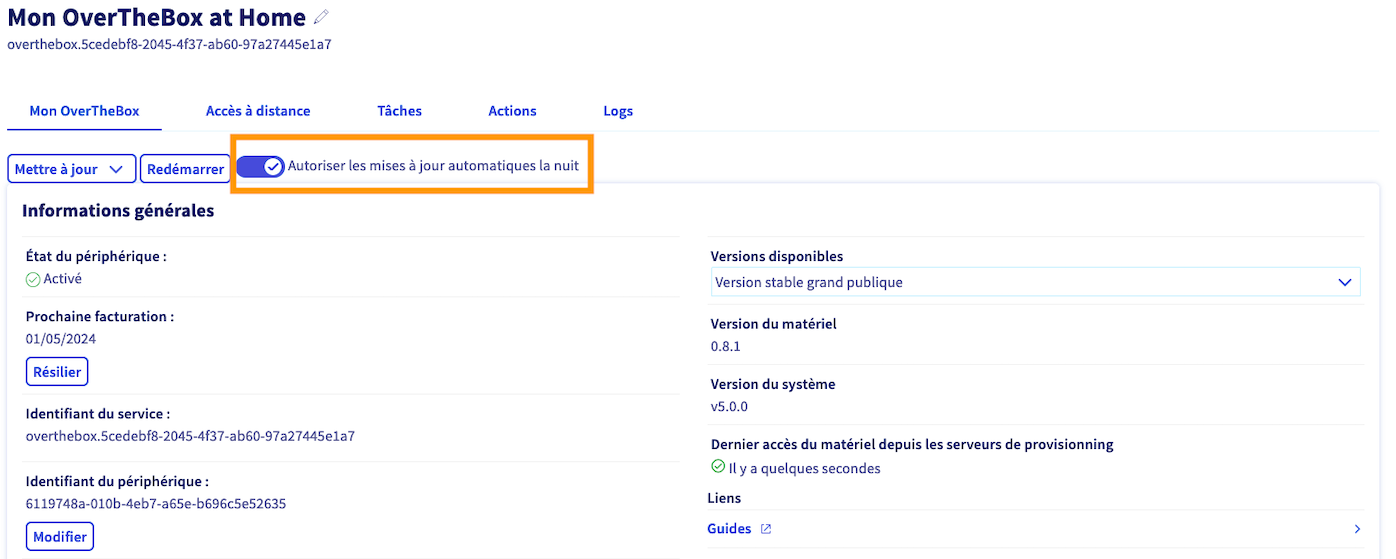 Mon OverTheBox at Home
overthebox.5cedebf8-2045-4f37-ab60-97a27445e1a7
Mon OverTheBox
Accès à distance
Tâches
Actions
Logs
Mettre à jour
Redémarrer
Autoriser les mises à jour automatiques la nuit
Informations générales
État du périphérique :
Activé
Prochaine facturation :
01/05/2024
Résilier
Identifiant du service :
overthebox.5cedebf8-2045-4f37-ab60-97a27445e1a7
Identifiant du périphérique :
6119748a-010b-4eb7-a65e-b696c5e52635
Modifier
Versions disponibles
Version stable grand publique
Version du matériel
0.8.1
Version du système
v5.0.0
Dernier accès du matériel depuis les serveurs de provisionning
Il y a quelques secondes
Liens
Guides